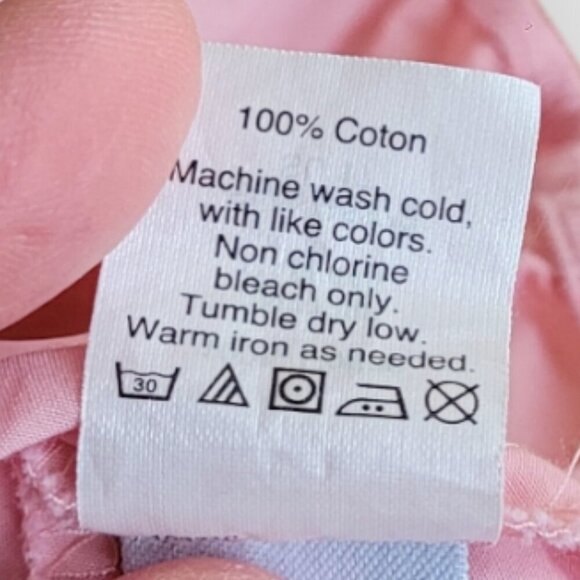 100% Coton
Machine wash cold,
with like colors.
Non chlorine
bleach only.
Tumble dry low.
Warm iron as needed.
30